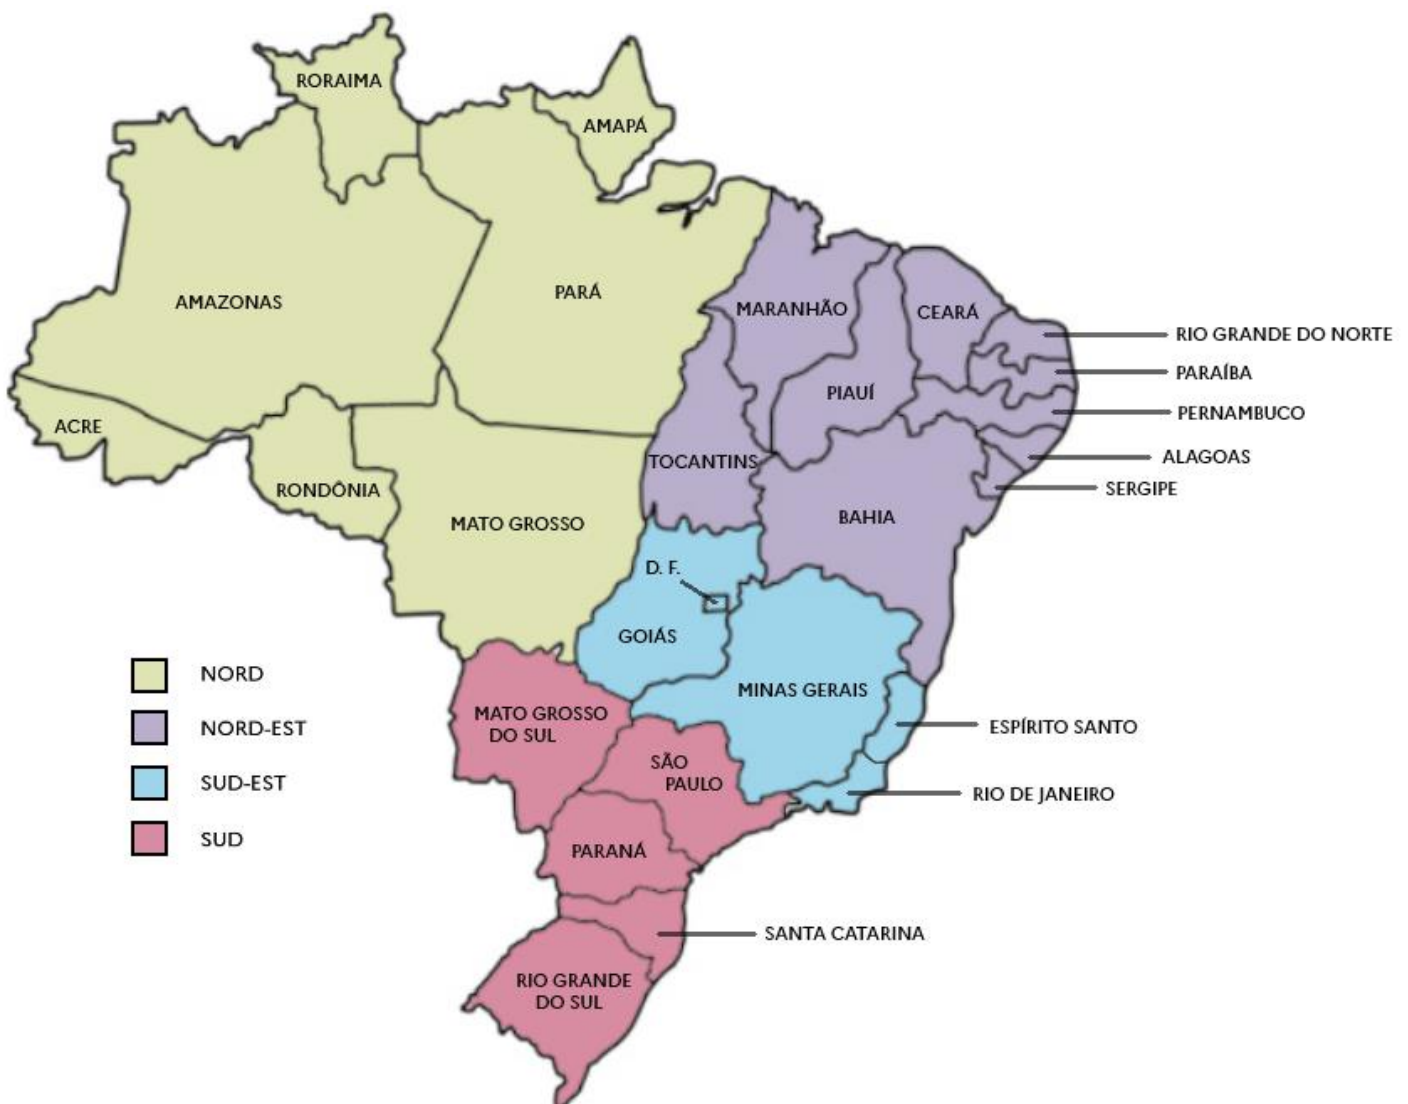 RORAIMA
AMAPÁ
AMAZONAS
PARÁ
MARANHÃO
CEARÁ
RIO GRANDE DO NORTE
PARAÍBA
PIAUÍ
PERNAMBUCO
ACRE
TOCANTINS
ALAGOAS
RONDÔNIA
SERGIPE
MATO GROSSO
BAHIA
D. F.
GOIÁS
NORD
MINAS GERAIS
MATO GROSSO
DO SUL
NORD-EST
ESPÍRITO SANTO
SÃO
PAULO
SUD-EST
RIO DE JANEIRO
SUD
PARANÁ
SANTA CATARINA
RIO GRANDE
DO SUL